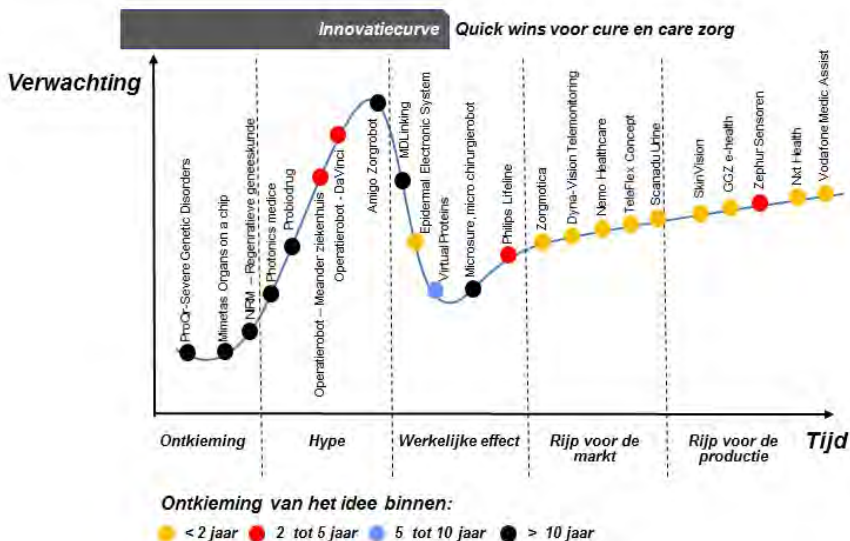 Innovatiecurve
Quick wins voor cure en care zorg
Verwachting
ProQr-Severe Genetic Disorders
Mimetas Organs on a chip
NIRM – Regenratieve geneeskunde
Photonics medice
Probiodrug
Operatierobot – Meander ziekenhuis
Operatierobot - DaVinci
Amigo Zorgrobot
MDLinking
Epidermal Electronic System
Virtual Proteins
Microsure, micro chirurgierobot
Philips Lifeline
Zorgmotica
Dyna-Vision Telemonitoring
Nemo Healthcare
TeleFlex Concept
Scanadu Urine
SkinVision
GGZ e-health
Zephur Sensoren
Nxt Health
Vodafone Medic Assist
Ontkieming
Hype
Werkelijke effect
Rijp voor de
markt
Rijp voor de
productie
Tijd
Ontkieming van het idee binnen:
< 2 jaar
2 tot 5 jaar
5 tot 10 jaar
> 10 jaar